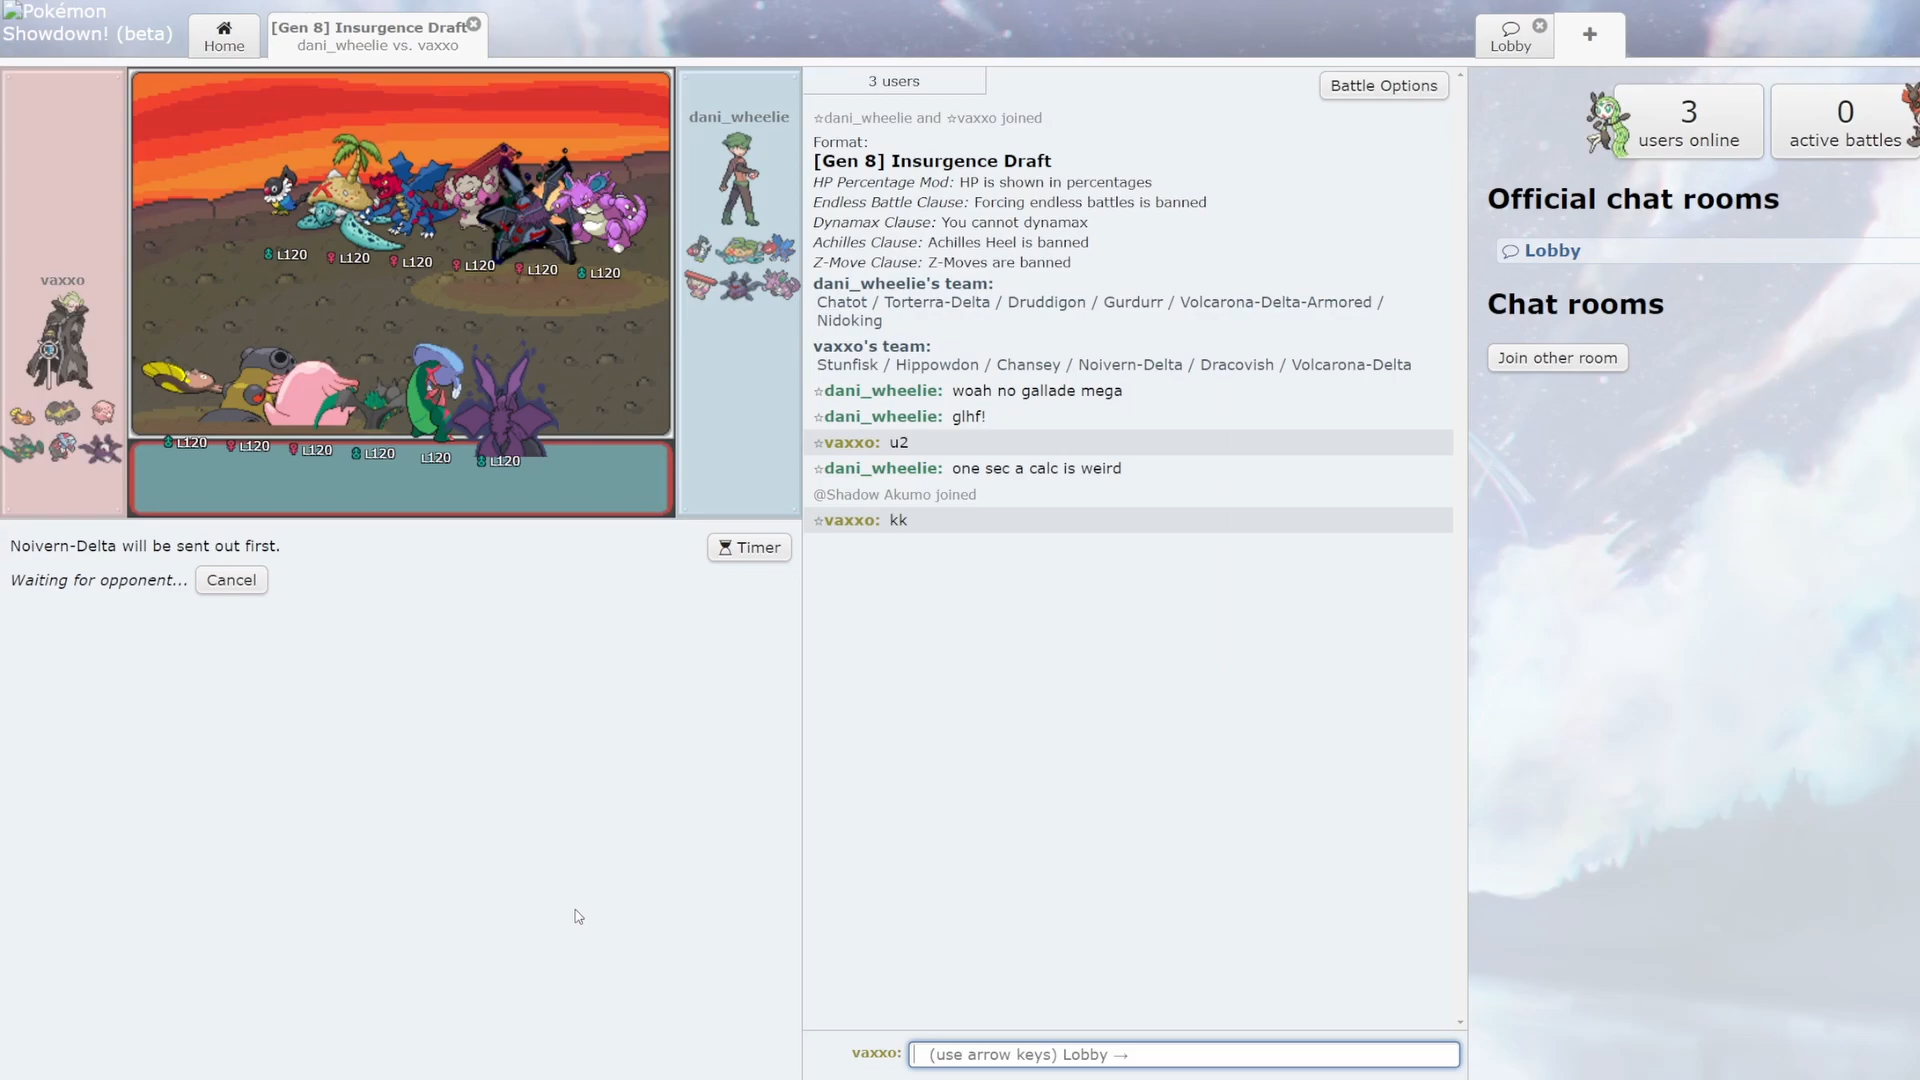 Pokémon
Showdown! (beta)
Home
[Gen 8] Insurgence Draft
dani_wheelie vs. vaxxo
Lobby
+
vaxxo
L120
L120
L120
L120
L120
L120
L120
L120
L120
L120
L120
L120
dani_wheelie
Noivern-Delta will be sent out first.
Timer
Waiting for opponent... Cancel
3 users
Battle Options
☆dani_wheelie and ☆vaxxo joined
Format:
[Gen 8] Insurgence Draft
HP Percentage Mod: HP is shown in percentages
Endless Battle Clause: Forcing endless battles is banned
Dynamax Clause: You cannot dynamax
Achilles Clause: Achilles Heel is banned
Z-Move Clause: Z-Moves are banned
dani_wheelie's team:
Chatot / Torterra-Delta / Druddigon / Gurdurr / Volcarona-Delta-Armored /
Nidoking
vaxxo's team:
Stunfisk / Hippowdon / Chansey / Noivern-Delta / Dracovish / Volcarona-Delta
☆dani_wheelie: woah no gallade mega
☆dani_wheelie: glhf!
☆vaxxo: u2
☆dani_wheelie: one sec a calc is weird
@Shadow Akumo joined
☆vaxxo: kk
vaxxo: (use arrow keys) Lobby →
3
users online
0
active battles
Official chat rooms
Lobby
Chat rooms
Join other room